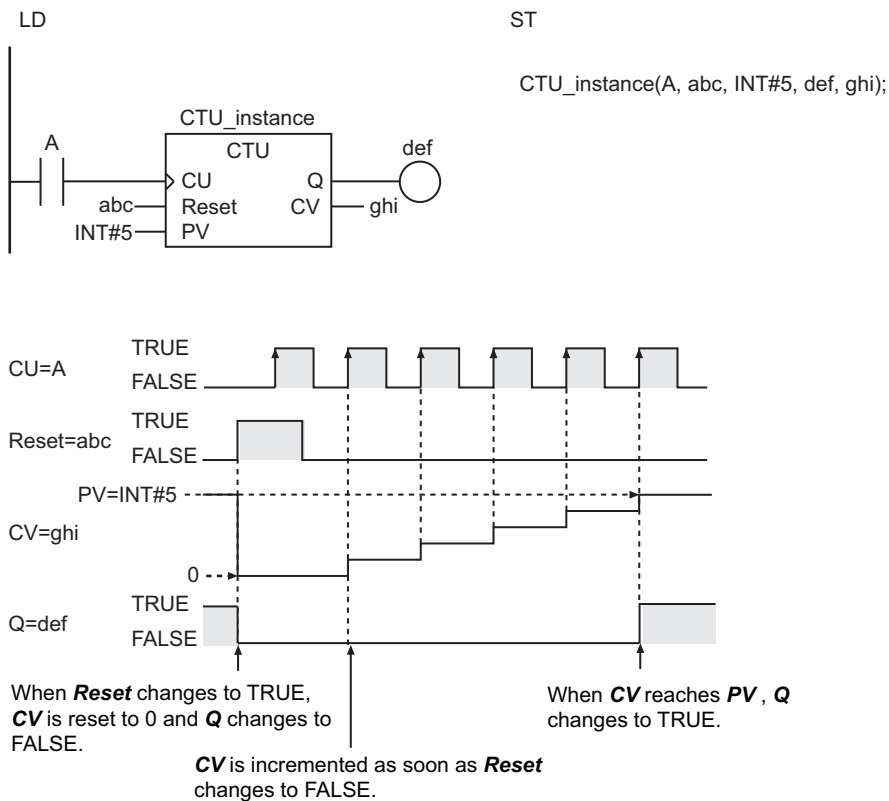 LD
ST
CTU_instance(A, abc, INT#5, def, ghi);
CTU_instance
A
CTU
def
CU
Q
abc
Reset
CV
ghi
INT#5
PV
TRUE
CU=A
FALSE
TRUE
Reset=abc
FALSE
PV=INT#5
CV=ghi
0
TRUE
Q=def
FALSE
When Reset changes to TRUE,
CV is reset to 0 and Q changes to
FALSE.
When CV reaches PV , Q
changes to TRUE.
CV is incremented as soon as Reset
changes to FALSE.